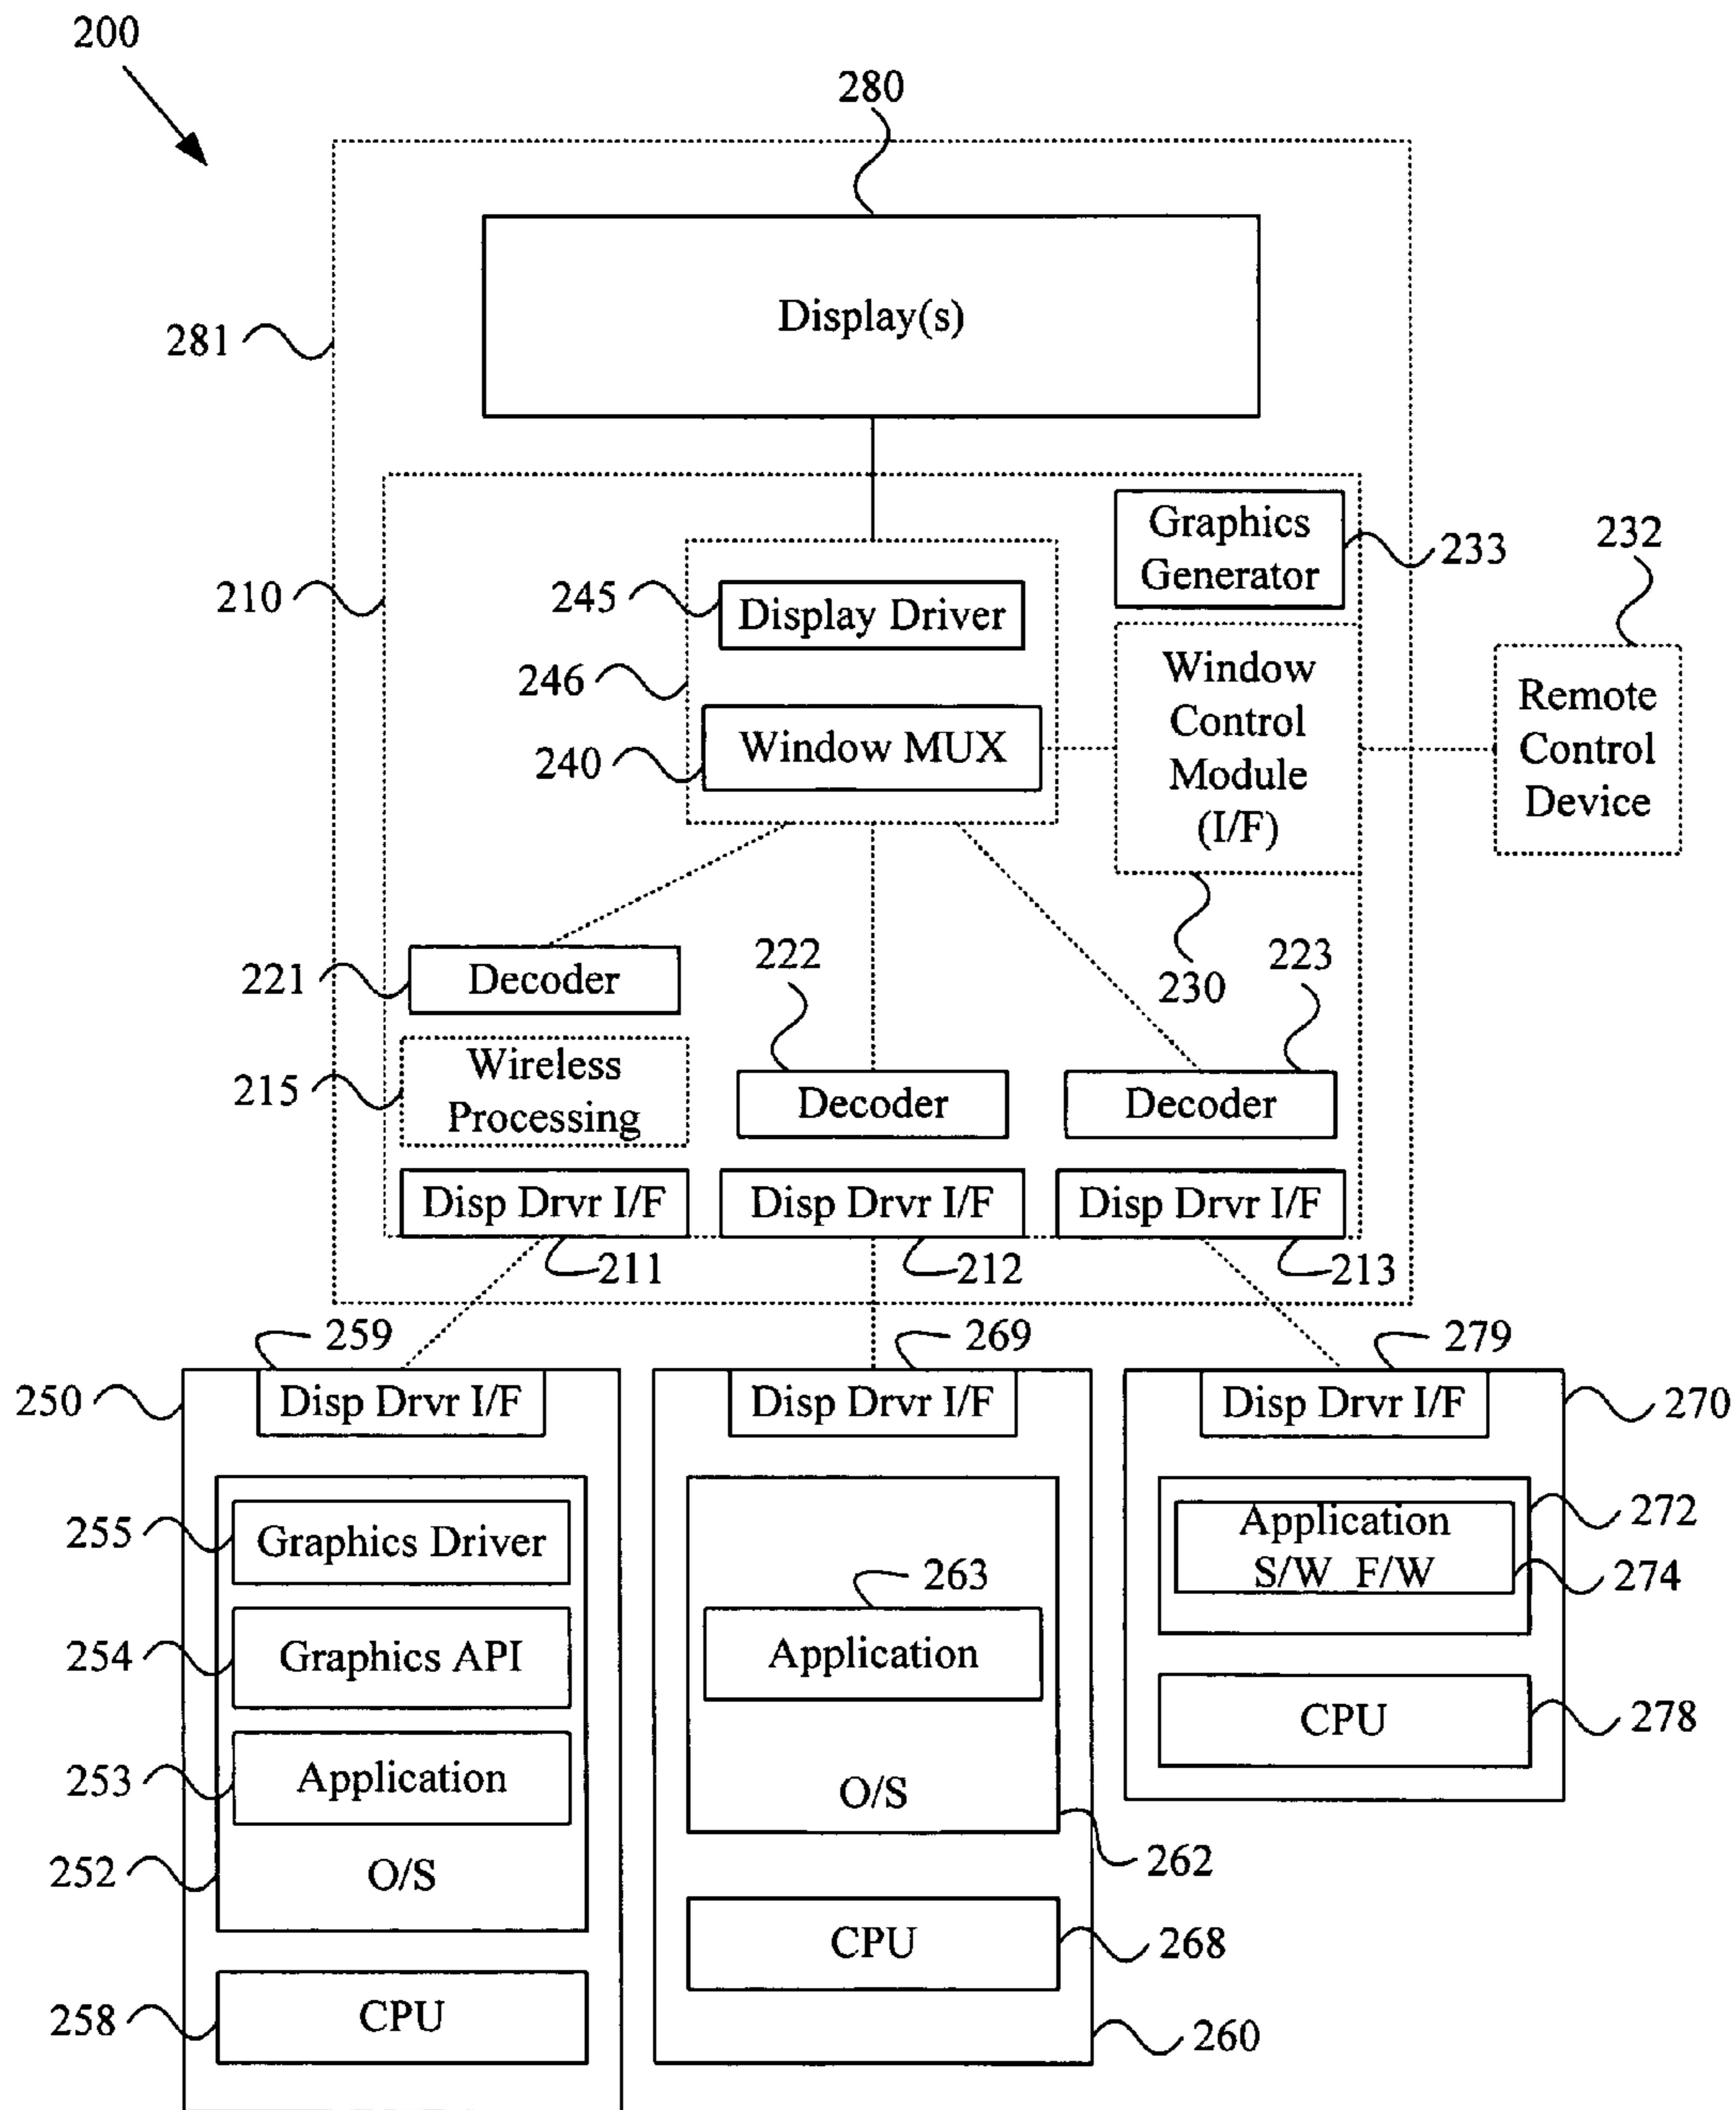 200
280
Display(s)
281
Graphics
Generator
233
232
210
245
Display Driver
246
Window
Control
Module
(I/F)
Remote
Control
Device
240
Window MUX
221
Decoder
222
230
223
215
Wireless
Processing
Decoder
Decoder
Disp Drvr I/F
Disp Drvr I/F
Disp Drvr I/F
211
212
213
259
269
279
250
Disp Drvr I/F
Disp Drvr I/F
Disp Drvr I/F
270
255
Graphics Driver
263
Application
S/W F/W
272
274
254
Graphics API
Application
CPU
278
253
Application
O/S
252
O/S
262
CPU
268
258
CPU
260